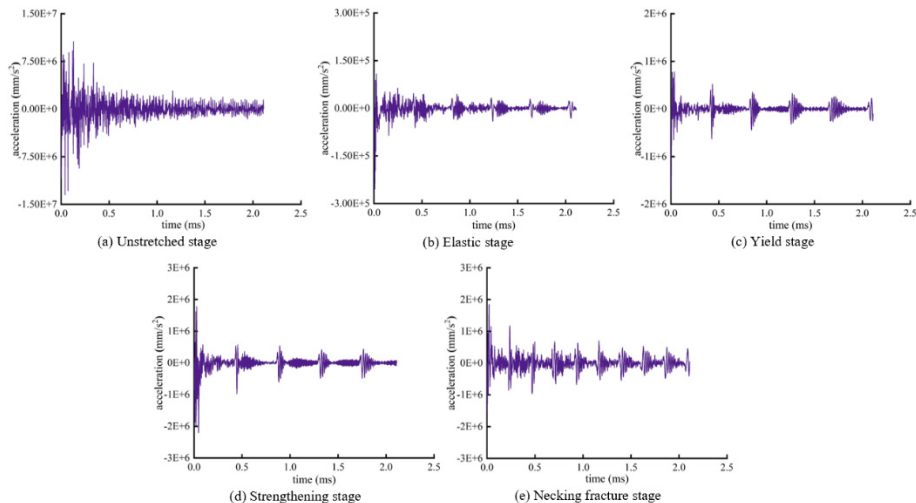 1.50E+7
7.50E+6
0.00E+00
-7.50E+6
-1.50E+7
acceleration (mm/s²)
0.0 0.5 1.0 1.5 2.0 2.5
time (ms)
(a) Unstretched stage
3.00E+5
1.50E+5
0.00E+00
-1.50E+5
-3.00E+5
acceleration (mm/s²)
0.0 0.5 1.0 1.5 2.0 2.5
time (ms)
(b) Elastic stage
2E+6
1E+6
0E+00
-1E+6
-2E+6
acceleration (mm/s²)
0.0 0.5 1.0 1.5 2.0 2.5
time (ms)
(c) Yield stage
3E+6
2E+6
1E+6
0E+00
-1E+6
-2E+6
-3E+6
acceleration (mm/s²)
0.0 0.5 1.0 1.5 2.0 2.5
time (ms)
(d) Strengthening stage
3E+6
2E+6
1E+6
0E+00
-1E+6
-2E+6
-3E+6
acceleration (mm/s²)
0.0 0.5 1.0 1.5 2.0 2.5
time (ms)
(e) Necking fracture stage